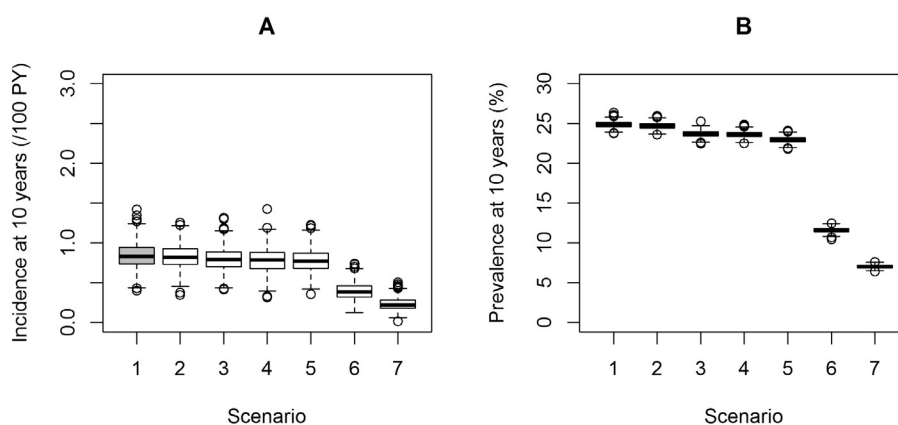 A
Incidence at 10 years (/100 PY)
3.0
2.0
1.0
0.0
1 2 3 4 5 6 7
Scenario
B
Prevalence at 10 years (%)
30
25
20
15
10
5
0
1 2 3 4 5 6 7
Scenario